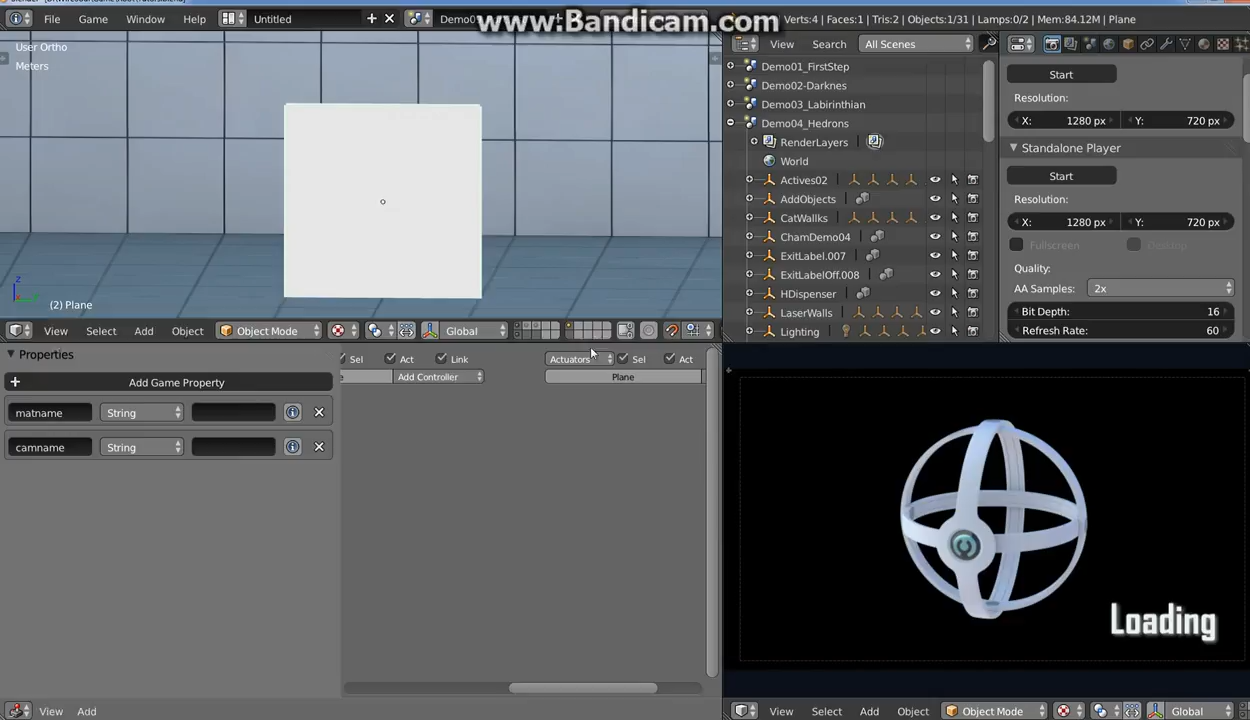 www.Bandicam.com
File Game Window Help Untitled Verts:4 | Faces:1 | Tris:2 | Objects:1/31 | Lamps:0/2 | Mem:84.12M | Plane
User Ortho
Meters
(2) Plane
View Select Add Object Object Mode Global
View Search All Scenes
Demo01_FirstStep
Demo02-Darknes
Demo03_Labirinthian
Demo04_Hedrons
RenderLayers
World
Actives02
AddObjects
CatWallks
ChamDemo04
ExitLabel.007
ExitLabelOff.008
HDispenser
LaserWalls
Lighting
Start
Resolution:
X: 1280 px Y: 720 px
Standalone Player
Start
Resolution:
X: 1280 px Y: 720 px
Fullscreen Desktop
Quality:
AA Samples: 2x
Bit Depth: 16
Refresh Rate: 60
Properties
Add Game Property
matname String
camname String
Sel Act Link
Add Controller
Actuators Sel Act
Plane
View Add
Loading
View Select Add Object Object Mode Global